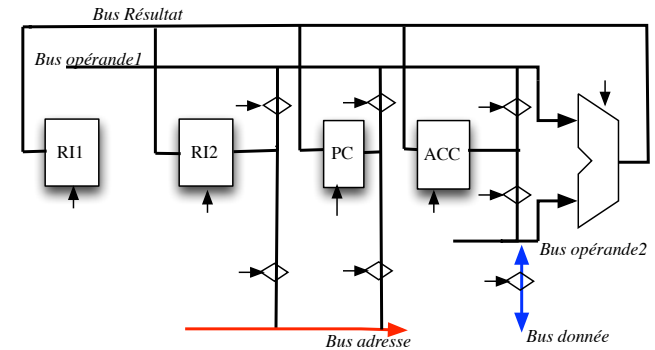 Bus Résultat
Bus opérande1
RI1
RI2
PC
ACC
Bus opérande2
Bus donnée
Bus adresse